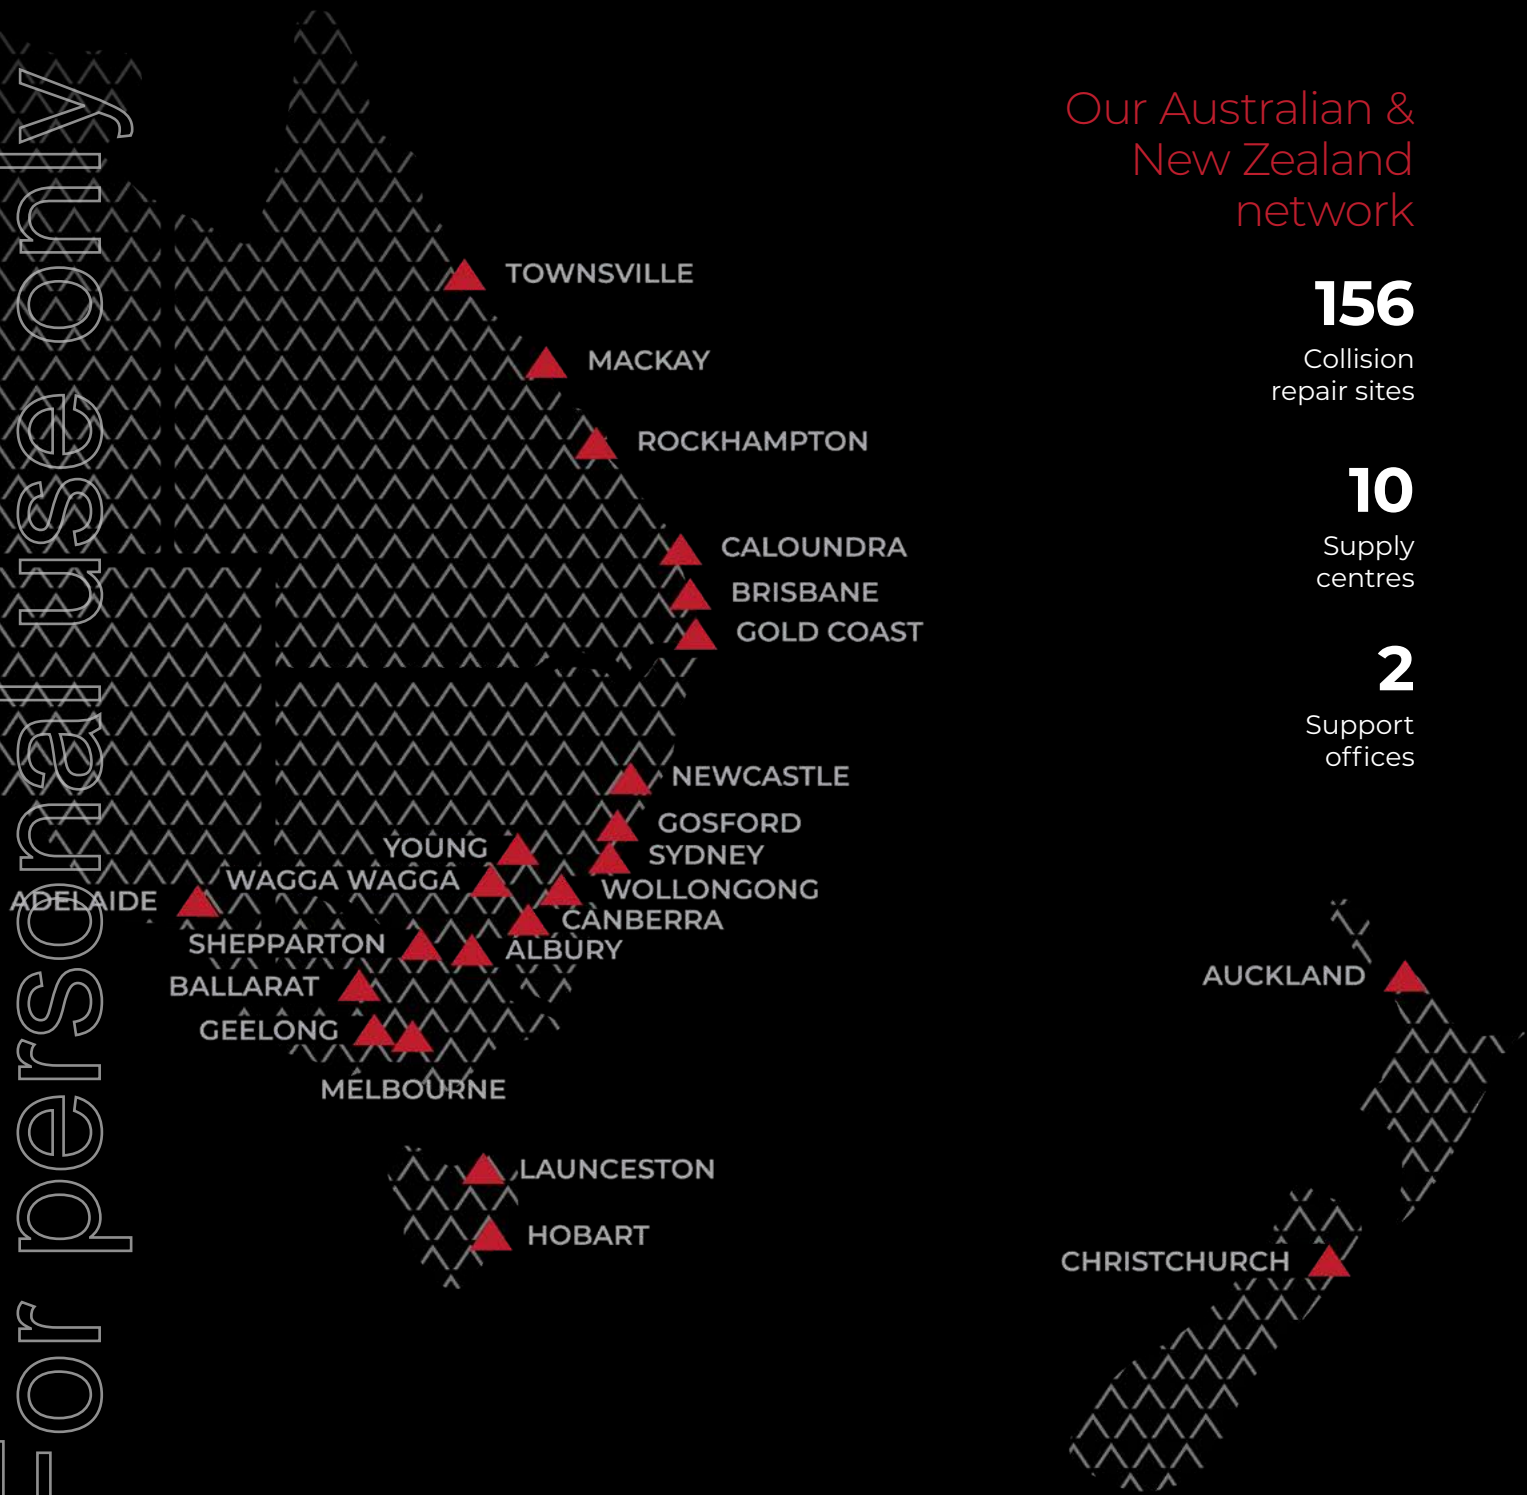 For personal use only
Our Australian &
New Zealand
network
156
Collision
repair sites
10
Supply
centres
2
Support
offices
TOWNSVILLE
MACKAY
ROCKHAMPTON
CALOUNDRA
BRISBANE
GOLD COAST
NEWCASTLE
GOSFORD
YOUNG
SYDNEY
WAGGA WAGGA
WOLLONGONG
ADELAIDE
CANBERRA
SHEPPARTON
ALBURY
BALLARAT
GEELONG
MELBOURNE
LAUNCESTON
HOBART
AUCKLAND
CHRISTCHURCH